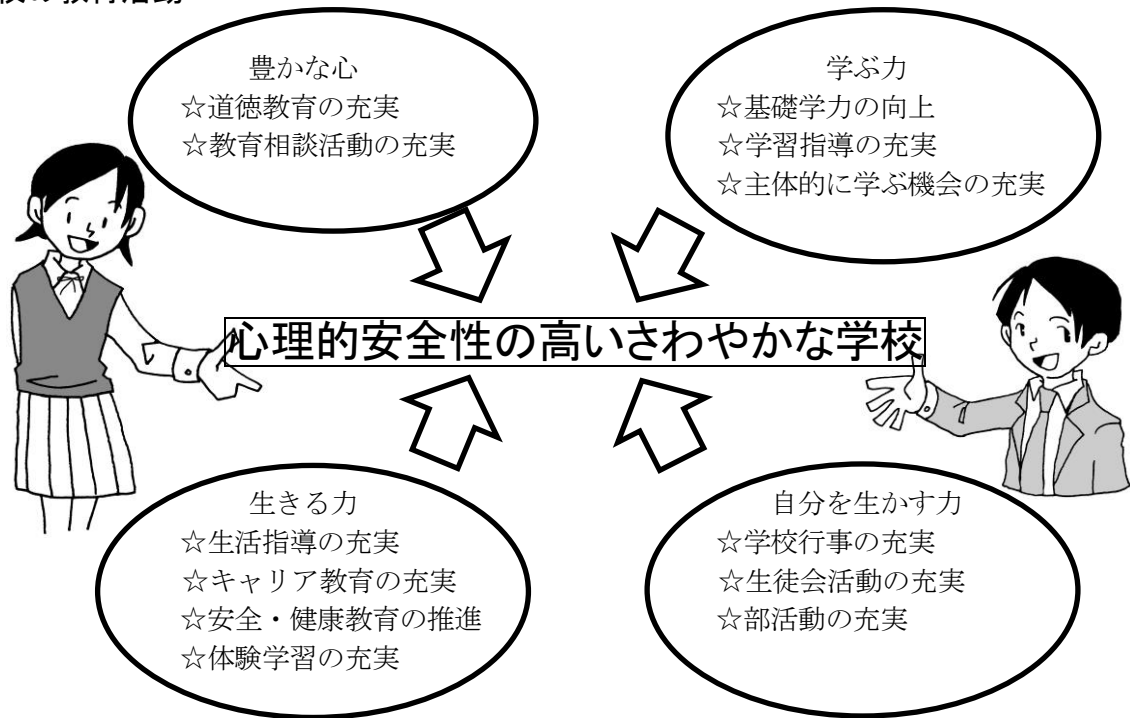 豊かな心
☆道徳教育の充実
☆教育相談活動の充実
学ぶ力
☆基礎学力の向上
☆学習指導の充実
☆主体的に学ぶ機会の充実
心理的安全性の高いさわやかな学校
生きる力
☆生活指導の充実
☆キャリア教育の充実
☆安全・健康教育の推進
☆体験学習の充実
自分を生かす力
☆学校行事の充実
☆生徒会活動の充実
☆部活動の充実